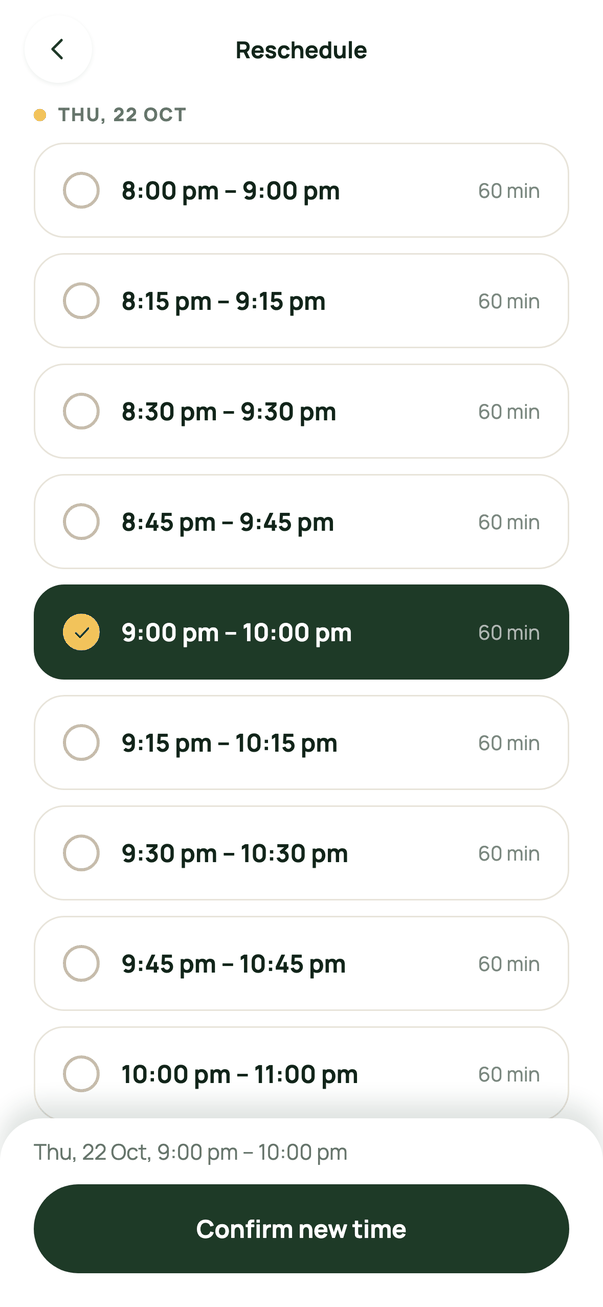 Reschedule
THU, 22 OCT
8:00 pm – 9:00 pm 60 min
8:15 pm – 9:15 pm 60 min
8:30 pm – 9:30 pm 60 min
8:45 pm – 9:45 pm 60 min
9:00 pm – 10:00 pm 60 min
9:15 pm – 10:15 pm 60 min
9:30 pm – 10:30 pm 60 min
9:45 pm – 10:45 pm 60 min
10:00 pm – 11:00 pm 60 min
Thu, 22 Oct, 9:00 pm – 10:00 pm
Confirm new time